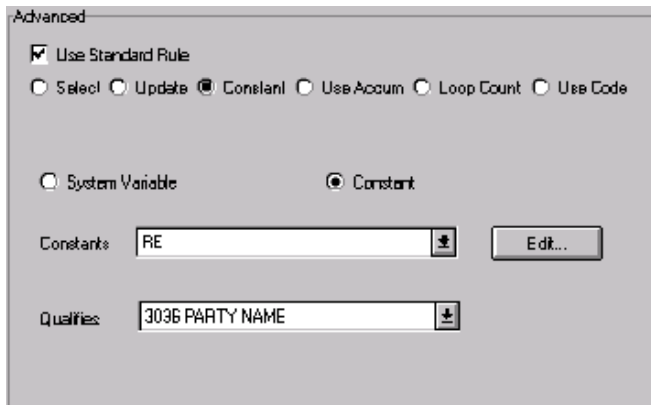 Advanced
Use Standard Rule
Select Update Constant Use Accum Loop Count Use Code
System Variable Constant
Constants RE Edit...
Qualifies 3036 PARTY NAME